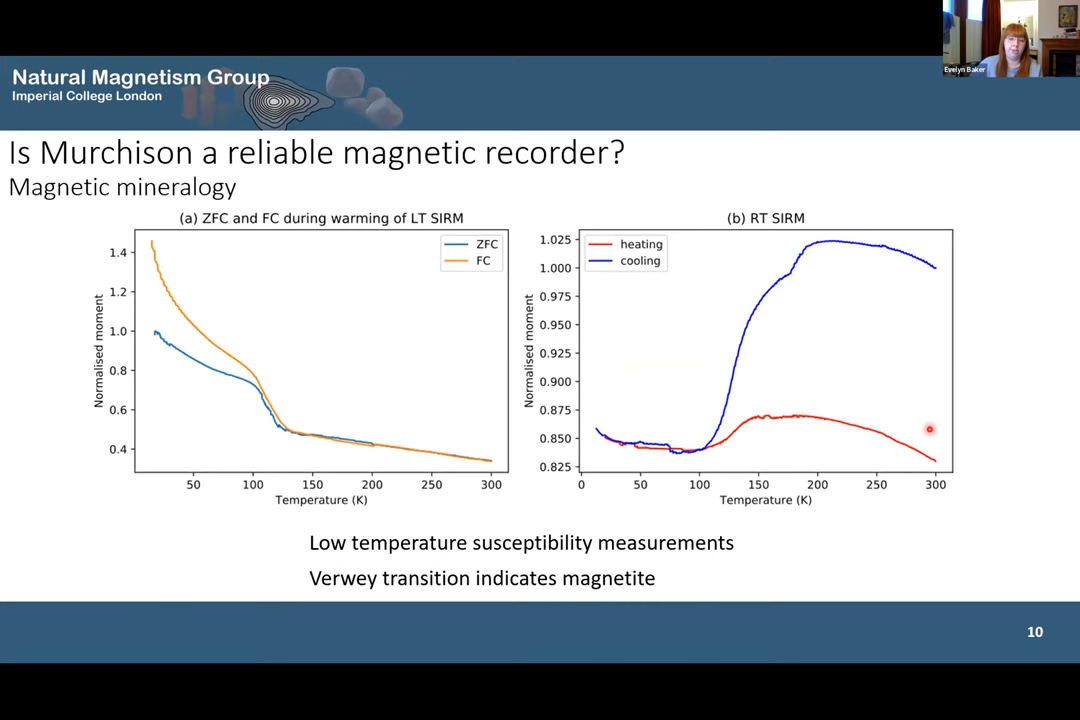 Evelyn Baker
Natural Magnetism Group
Imperial College London
Is Murchison a reliable magnetic recorder?
Magnetic mineralogy
(a) ZFC and FC during warming of LT SIRM
ZFC
FC
Normalised moment
1.4
1.2
1.0
0.8
0.6
0.4
50 100 150 200 250 300
Temperature (K)
(b) RT SIRM
heating
cooling
Normalised moment
1.025
1.000
0.975
0.950
0.925
0.900
0.875
0.850
0.825
0 50 100 150 200 250 300
Temperature (K)
Low temperature susceptibility measurements
Verwey transition indicates magnetite
10